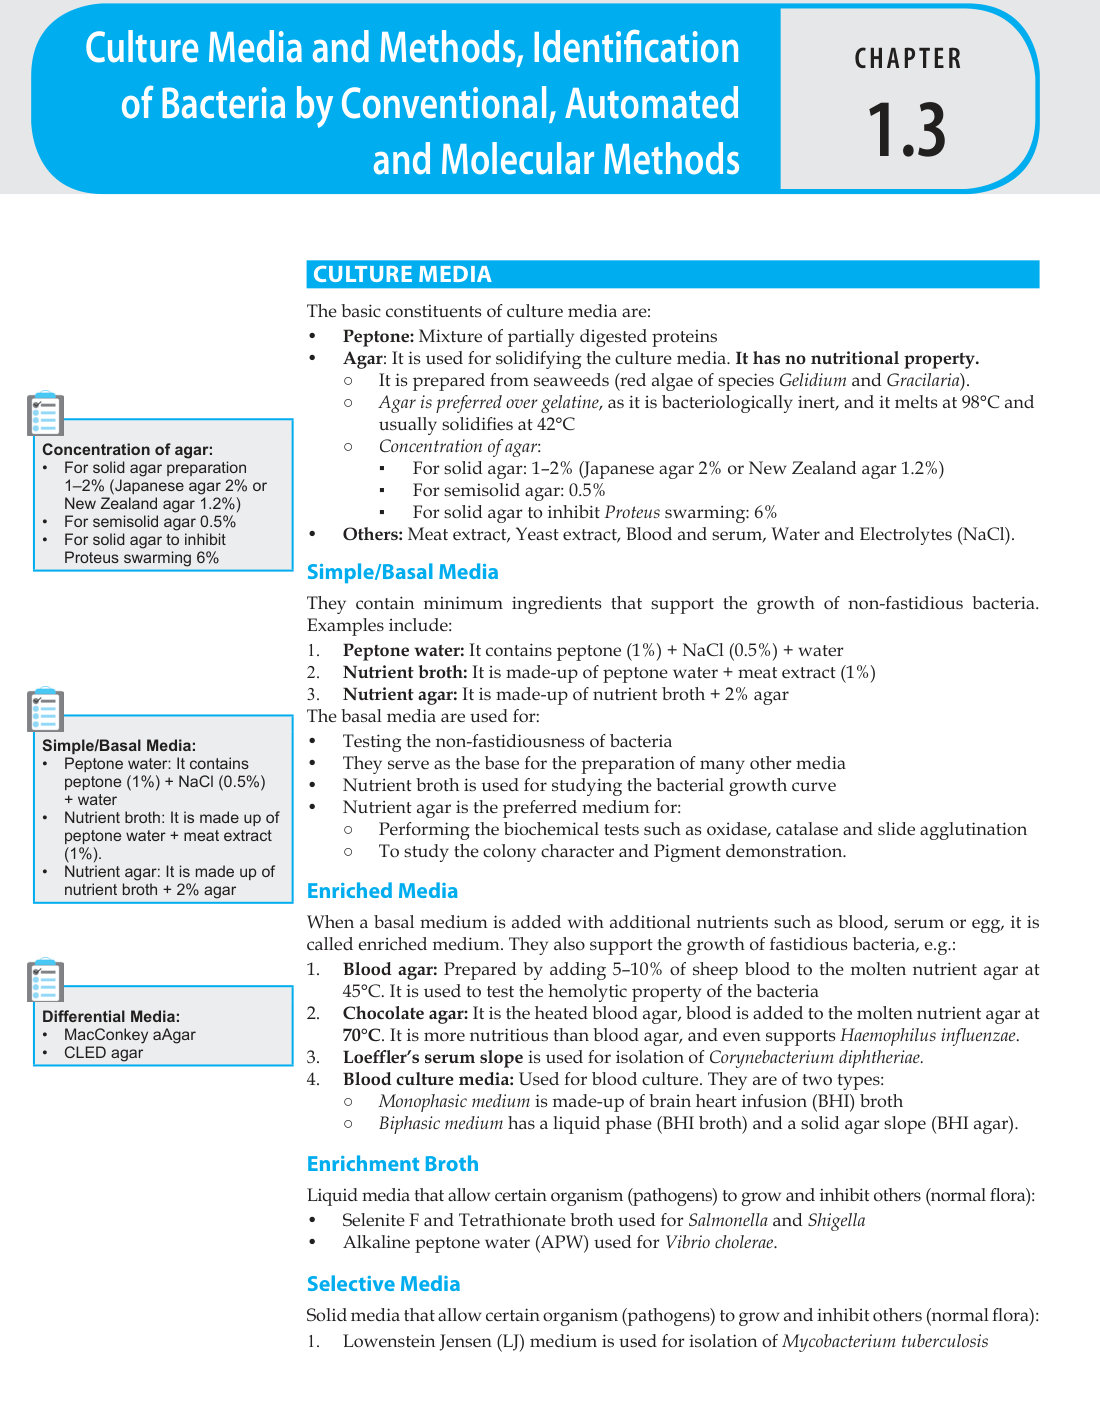 Culture Media and Methods, Identification
of Bacteria by Conventional, Automated
and Molecular Methods
CHAPTER
1.3
CULTURE MEDIA
The basic constituents of culture media are:
• Peptone: Mixture of partially digested proteins
• Agar: It is used for solidifying the culture media. It has no nutritional property.
○ It is prepared from seaweeds (red algae of species Gelidium and Gracilaria).
○ Agar is preferred over gelatine, as it is bacteriologically inert, and it melts at 98°C and
usually solidifies at 42°C
○ Concentration of agar:
▪ For solid agar: 1–2% (Japanese agar 2% or New Zealand agar 1.2%)
▪ For semisolid agar: 0.5%
▪ For solid agar to inhibit Proteus swarming: 6%
• Others: Meat extract, Yeast extract, Blood and serum, Water and Electrolytes (NaCl).
Concentration of agar:
• For solid agar preparation
1–2% (Japanese agar 2% or
New Zealand agar 1.2%)
• For semisolid agar 0.5%
• For solid agar to inhibit
Proteus swarming 6%
Simple/Basal Media
They contain minimum ingredients that support the growth of non-fastidious bacteria.
Examples include:
1. Peptone water: It contains peptone (1%) + NaCl (0.5%) + water
2. Nutrient broth: It is made-up of peptone water + meat extract (1%)
3. Nutrient agar: It is made-up of nutrient broth + 2% agar
The basal media are used for:
• Testing the non-fastidiousness of bacteria
• They serve as the base for the preparation of many other media
• Nutrient broth is used for studying the bacterial growth curve
• Nutrient agar is the preferred medium for:
○ Performing the biochemical tests such as oxidase, catalase and slide agglutination
○ To study the colony character and Pigment demonstration.
Simple/Basal Media:
• Peptone water: It contains
peptone (1%) + NaCl (0.5%)
+ water
• Nutrient broth: It is made up of
peptone water + meat extract
(1%).
• Nutrient agar: It is made up of
nutrient broth + 2% agar
Enriched Media
When a basal medium is added with additional nutrients such as blood, serum or egg, it is
called enriched medium. They also support the growth of fastidious bacteria, e.g.:
1. Blood agar: Prepared by adding 5–10% of sheep blood to the molten nutrient agar at
45°C. It is used to test the hemolytic property of the bacteria
2. Chocolate agar: It is the heated blood agar, blood is added to the molten nutrient agar at
70°C. It is more nutritious than blood agar, and even supports Haemophilus influenzae.
3. Loeffler’s serum slope is used for isolation of Corynebacterium diphtheriae.
4. Blood culture media: Used for blood culture. They are of two types:
○ Monophasic medium is made-up of brain heart infusion (BHI) broth
○ Biphasic medium has a liquid phase (BHI broth) and a solid agar slope (BHI agar).
Differential Media:
• MacConkey aAgar
• CLED agar
Enrichment Broth
Liquid media that allow certain organism (pathogens) to grow and inhibit others (normal flora):
• Selenite F and Tetrathionate broth used for Salmonella and Shigella
• Alkaline peptone water (APW) used for Vibrio cholerae.
Selective Media
Solid media that allow certain organism (pathogens) to grow and inhibit others (normal flora):
1. Lowenstein Jensen (LJ) medium is used for isolation of Mycobacterium tuberculosis